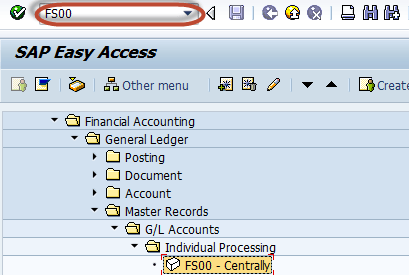 FS00
SAP Easy Access
Other menu
Create
Financial Accounting
General Ledger
Posting
Document
Account
Master Records
G/L Accounts
Individual Processing
FS00 - Centrally